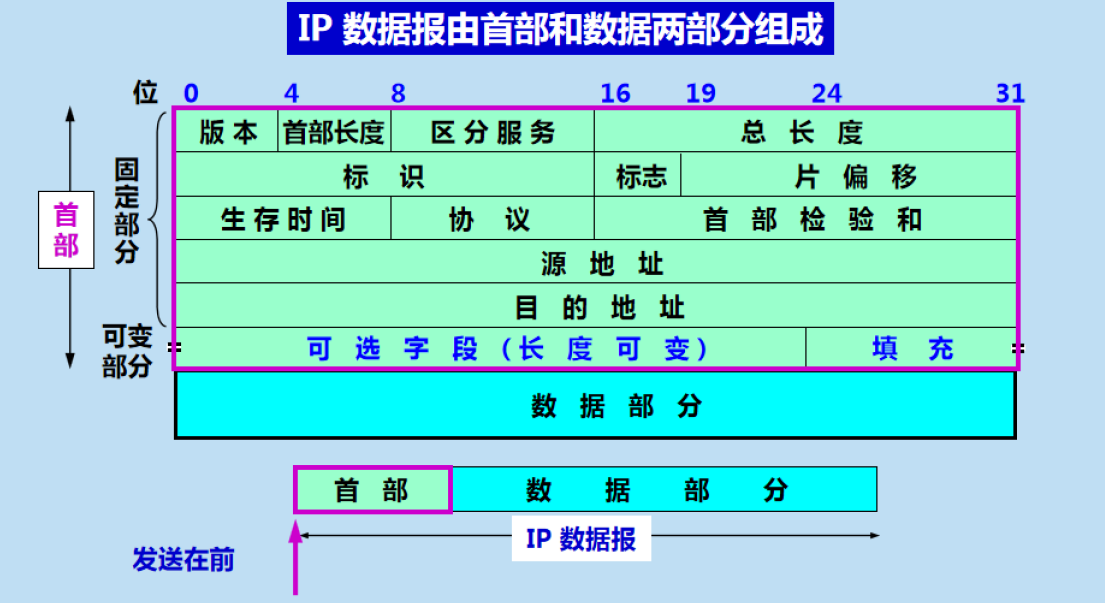 IP 数据报由首部和数据两部分组成
位 0 4 8 16 19 24 31
版本 首部长度 区分服务 总长度
标识 标志 片偏移
固定部分
首部
生存时间 协议 首部检验和
源地址
目的地址
可变部分
可选字段(长度可变) 填充
数据部分
首部 数据部分
IP 数据报
发送在前